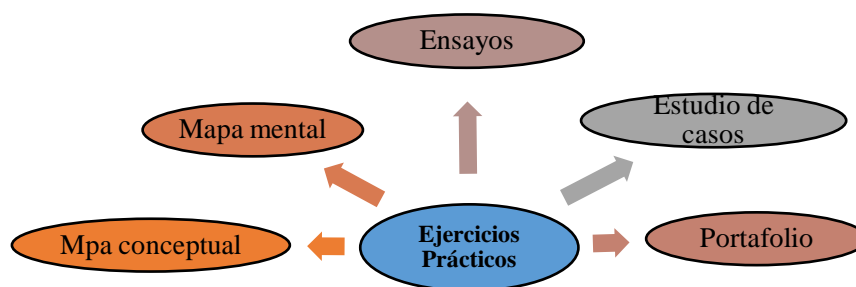 Ensayos
Estudio de
casos
Mapa mental
Mpa conceptual
Ejercicios
Prácticos
Portafolio